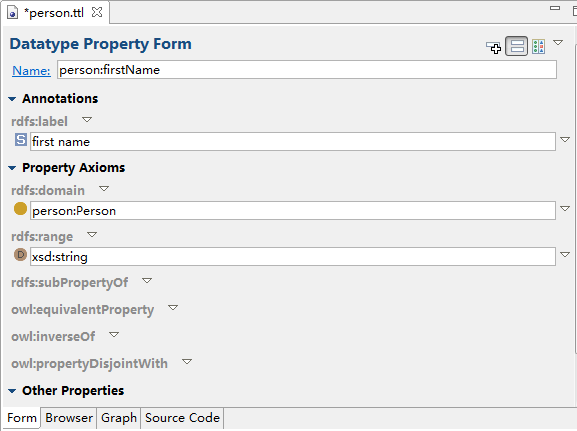 *person.ttl
Datatype Property Form
Name: person:firstName
Annotations
rdfs:label
S first name
Property Axioms
rdfs:domain
person:Person
rdfs:range
D xsd:string
rdfs:subPropertyOf
owl:equivalentProperty
owl:inverseOf
owl:propertyDisjointWith
Other Properties
Form Browser Graph Source Code